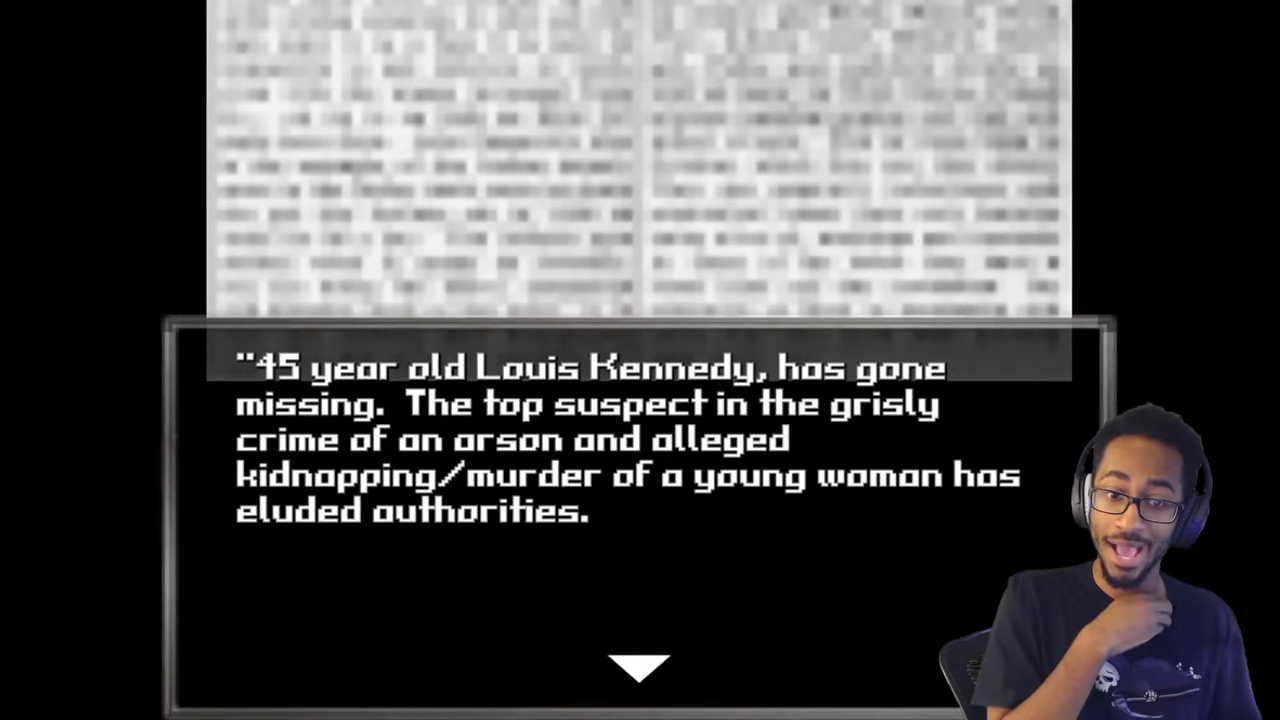 "45 year old Louis Kennedy, has gone
missing.  The top suspect in the grisly
crime of an arson and alleged
kidnapping/murder of a young woman has
eluded authorities.